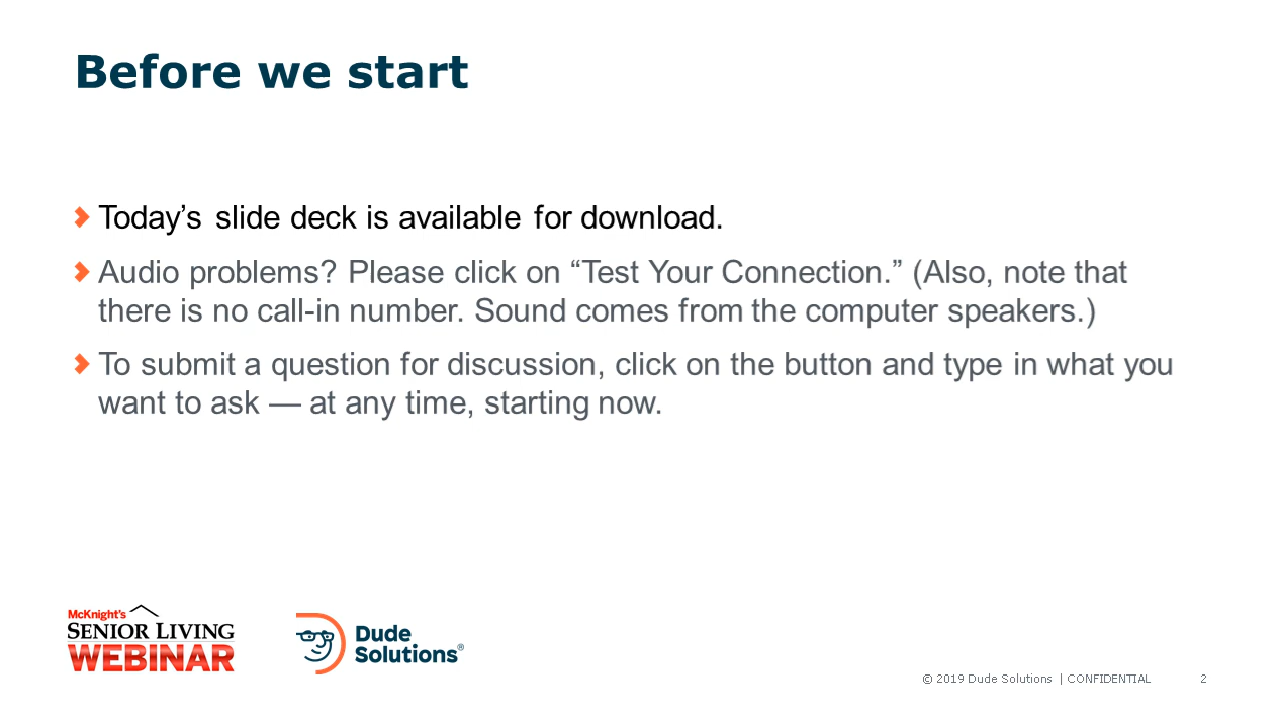 Before we start
Today’s slide deck is available for download.
Audio problems? Please click on “Test Your Connection.” (Also, note that
there is no call-in number. Sound comes from the computer speakers.)
To submit a question for discussion, click on the button and type in what you
want to ask — at any time, starting now.
McKnight's
SENIOR LIVING
WEBINAR
Dude
Solutions®
© 2019 Dude Solutions | CONFIDENTIAL 2